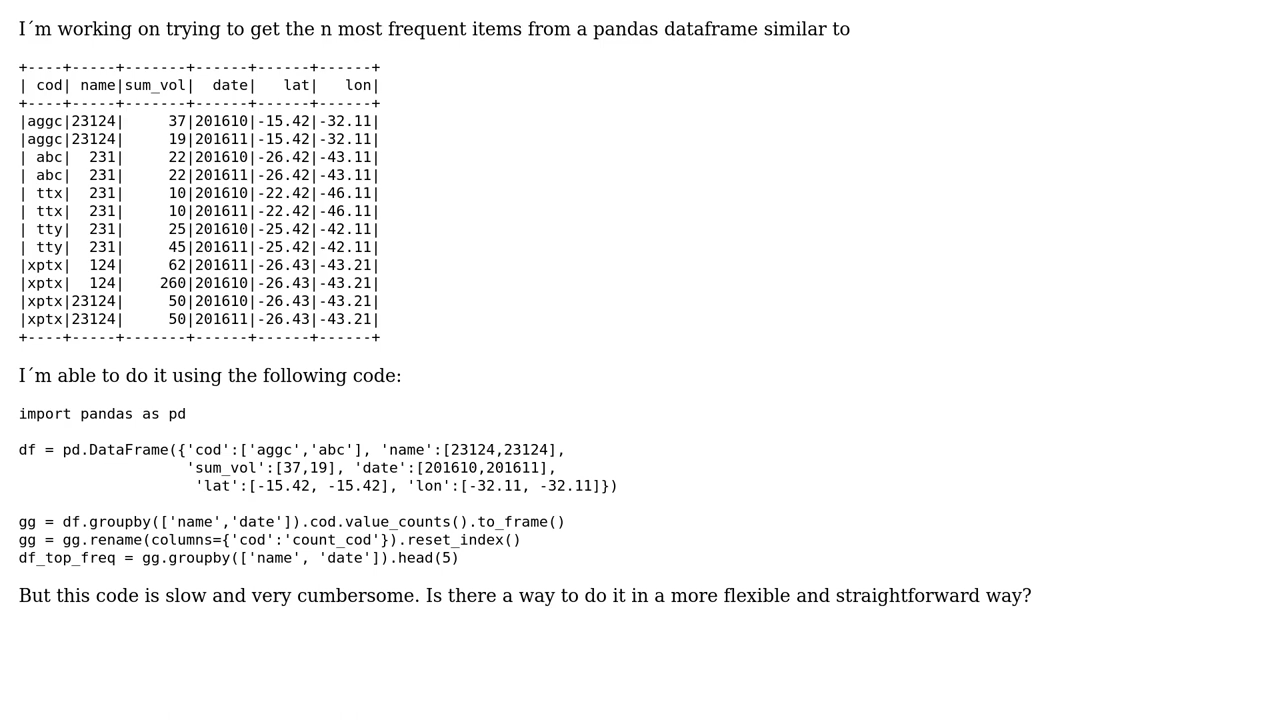 I´m working on trying to get the n most frequent items from a pandas dataframe similar to
+----+-----+-------+------+------+------+
| cod| name|sum_vol|  date|   lat|   lon|
+----+-----+-------+------+------+------+
|aggc|23124|     37|201610|-15.42|-32.11|
|aggc|23124|     19|201611|-15.42|-32.11|
| abc|  231|     22|201610|-26.42|-43.11|
| abc|  231|     22|201611|-26.42|-43.11|
| ttx|  231|     10|201610|-22.42|-46.11|
| ttx|  231|     10|201611|-22.42|-46.11|
| tty|  231|     25|201610|-25.42|-42.11|
| tty|  231|     45|201611|-25.42|-42.11|
|xptx|  124|     62|201611|-26.43|-43.21|
|xptx|  124|    260|201610|-26.43|-43.21|
|xptx|23124|     50|201610|-26.43|-43.21|
|xptx|23124|     50|201611|-26.43|-43.21|
+----+-----+-------+------+------+------+
I´m able to do it using the following code:
import pandas as pd
df = pd.DataFrame({'cod':['aggc','abc'], 'name':[23124,23124],
                   'sum_vol':[37,19], 'date':[201610,201611],
                    'lat':[-15.42, -15.42], 'lon':[-32.11, -32.11]})
gg = df.groupby(['name','date']).cod.value_counts().to_frame()
gg = gg.rename(columns={'cod':'count_cod'}).reset_index()
df_top_freq = gg.groupby(['name', 'date']).head(5)
But this code is slow and very cumbersome. Is there a way to do it in a more flexible and straightforward way?